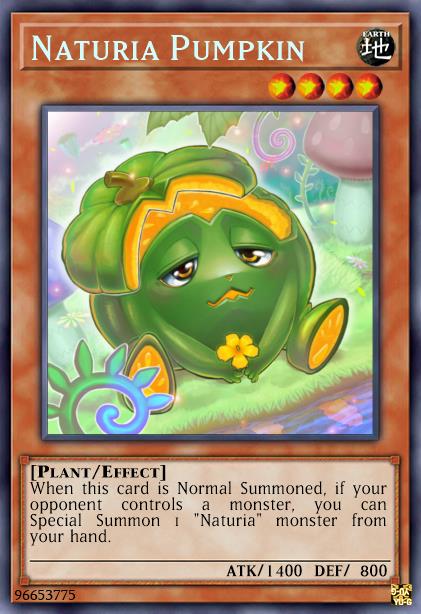 Naturia Pumpkin
EARTH
地
[Plant/Effect]
When this card is Normal Summoned, if your
opponent controls a monster, you can
Special Summon 1 "Naturia" monster from
your hand.
ATK/1400 DEF/ 800
96653775